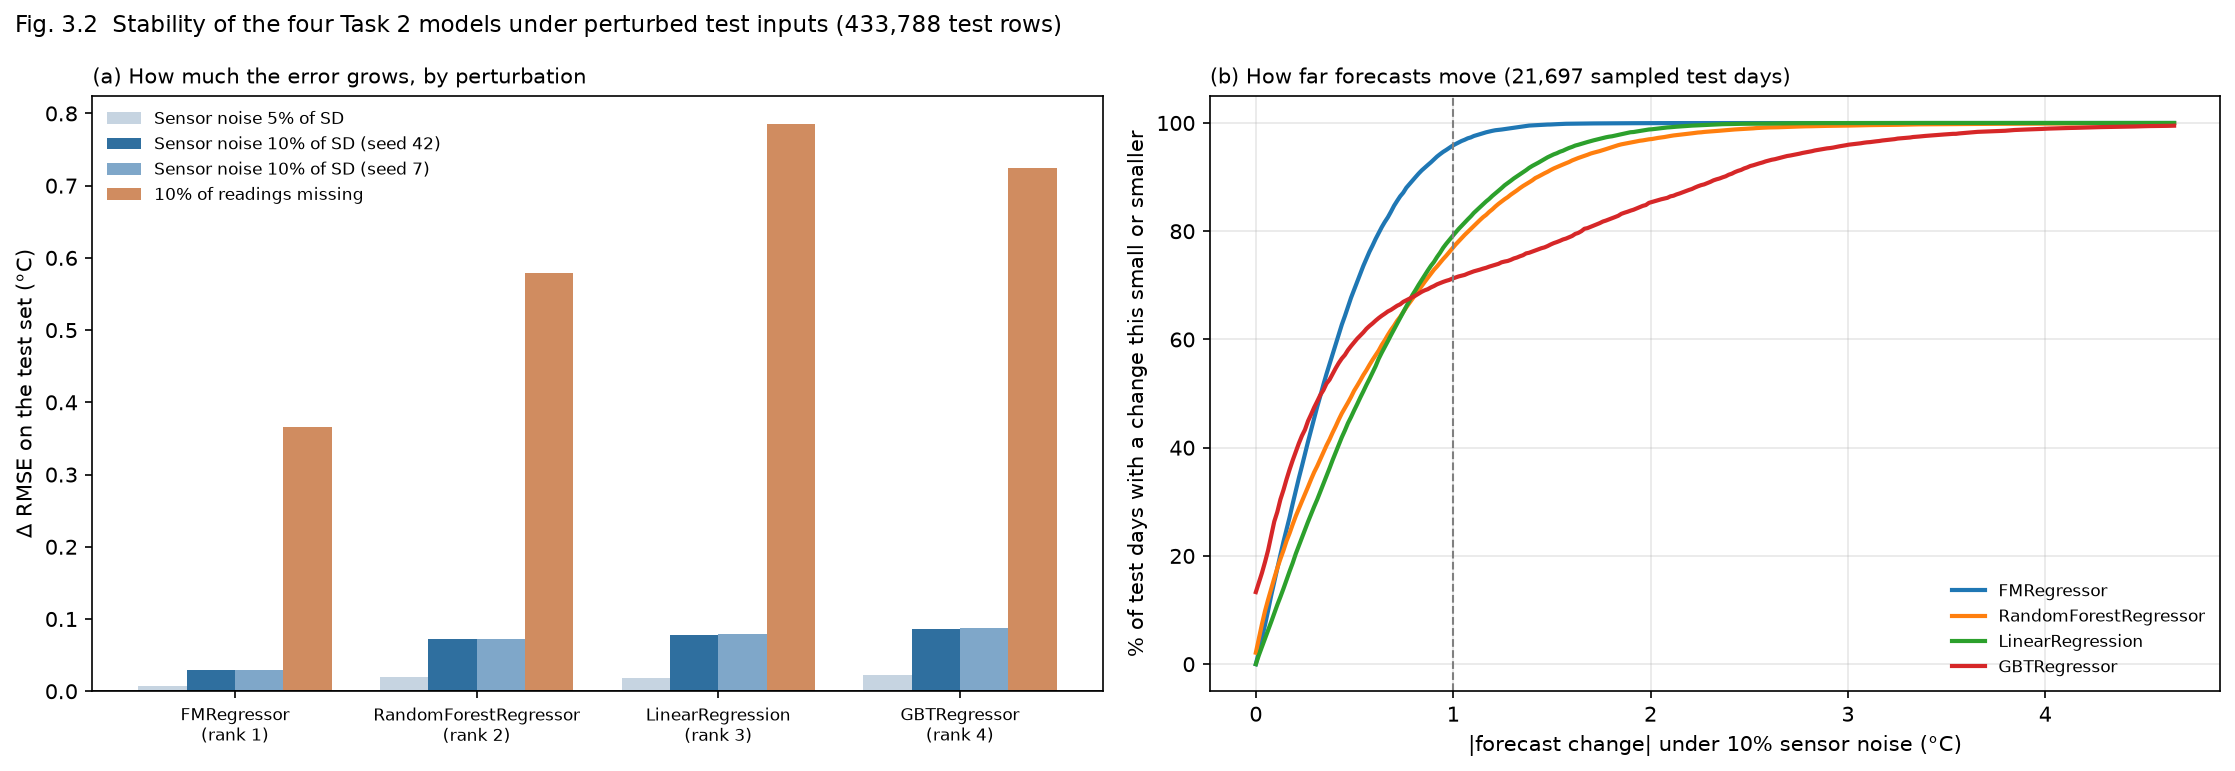 Fig. 3.2  Stability of the four Task 2 models under perturbed test inputs (433,788 test rows)
(a) How much the error grows, by perturbation
Sensor noise 5% of SD
Sensor noise 10% of SD (seed 42)
Sensor noise 10% of SD (seed 7)
10% of readings missing
Δ RMSE on the test set (°C)
0.8
0.7
0.6
0.5
0.4
0.3
0.2
0.1
0.0
FMRegressor
(rank 1)
RandomForestRegressor
(rank 2)
LinearRegression
(rank 3)
GBTRegressor
(rank 4)
(b) How far forecasts move (21,697 sampled test days)
% of test days with a change this small or smaller
100
80
60
40
20
0
FMRegressor
RandomForestRegressor
LinearRegression
GBTRegressor
0 1 2 3 4
|forecast change| under 10% sensor noise (°C)